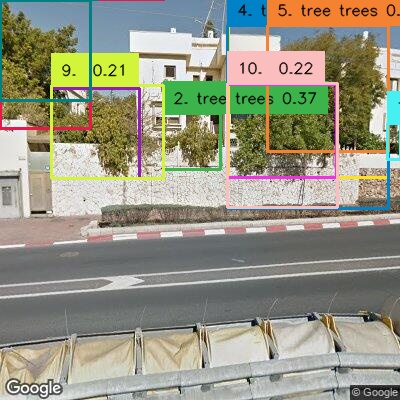 4. t
5. tree trees 0.
9. 0.21
10. 0.22
2. tree trees 0.37
Google
© Google